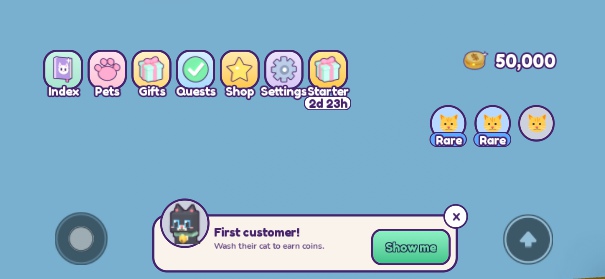 Index Pets Gifts Quests Shop Settings Starter
2d 23h
50,000
Rare Rare
First customer!
Wash their cat to earn coins.
Show me